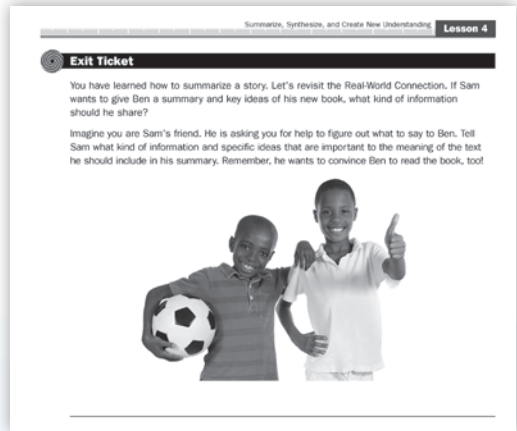 Summarize, Synthesize, and Create New Understanding Lesson 4
Exit Ticket
You have learned how to summarize a story. Let's revisit the Real-World Connection. If Sam
wants to give Ben a summary and key ideas of his new book, what kind of information
should he share?
Imagine you are Sam's friend. He is asking you for help to figure out what to say to Ben. Tell
Sam what kind of information and specific ideas that are important to the meaning of the text
he should include in his summary. Remember, he wants to convince Ben to read the book, too!